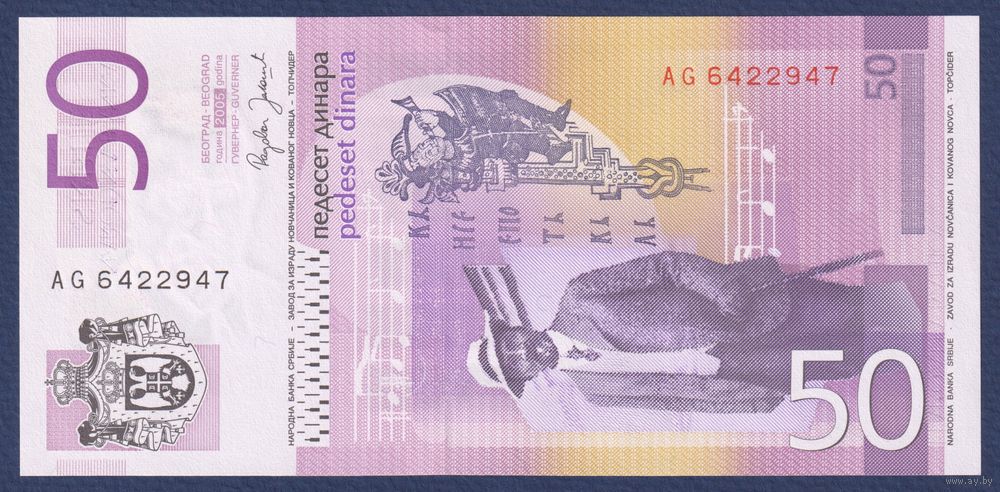 50
БЕОГРАД - BEOGRAD
година 2005. godina
ГУВЕРНЕР - GUVERNER
AG 6422947
НАРОДНА БАНКА СРБИЈЕ - ЗАВОД ЗА ИЗРАДУ НОВЧАНИЦА И КОВАНОГ НОВЦА - ТОПЧИДЕР
педесет динара
pedeset dinara
AG 6422947
50
50
NARODNA BANKA SRBIJE - ZAVOD ZA IZRADU NOVČANICA I KOVANOG NOVCA - TOPČIDER
www.ay.by